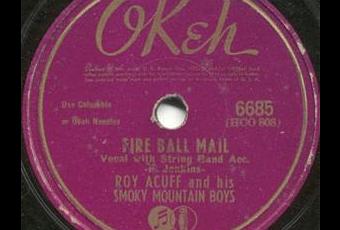 OKeh
Use Columbia
or Okeh Needles
6685
(HCO 808)
FIRE BALL MAIL
Vocal with String Band Acc.
Jenkins-
ROY ACUFF and his
SMOKY MOUNTAIN BOYS